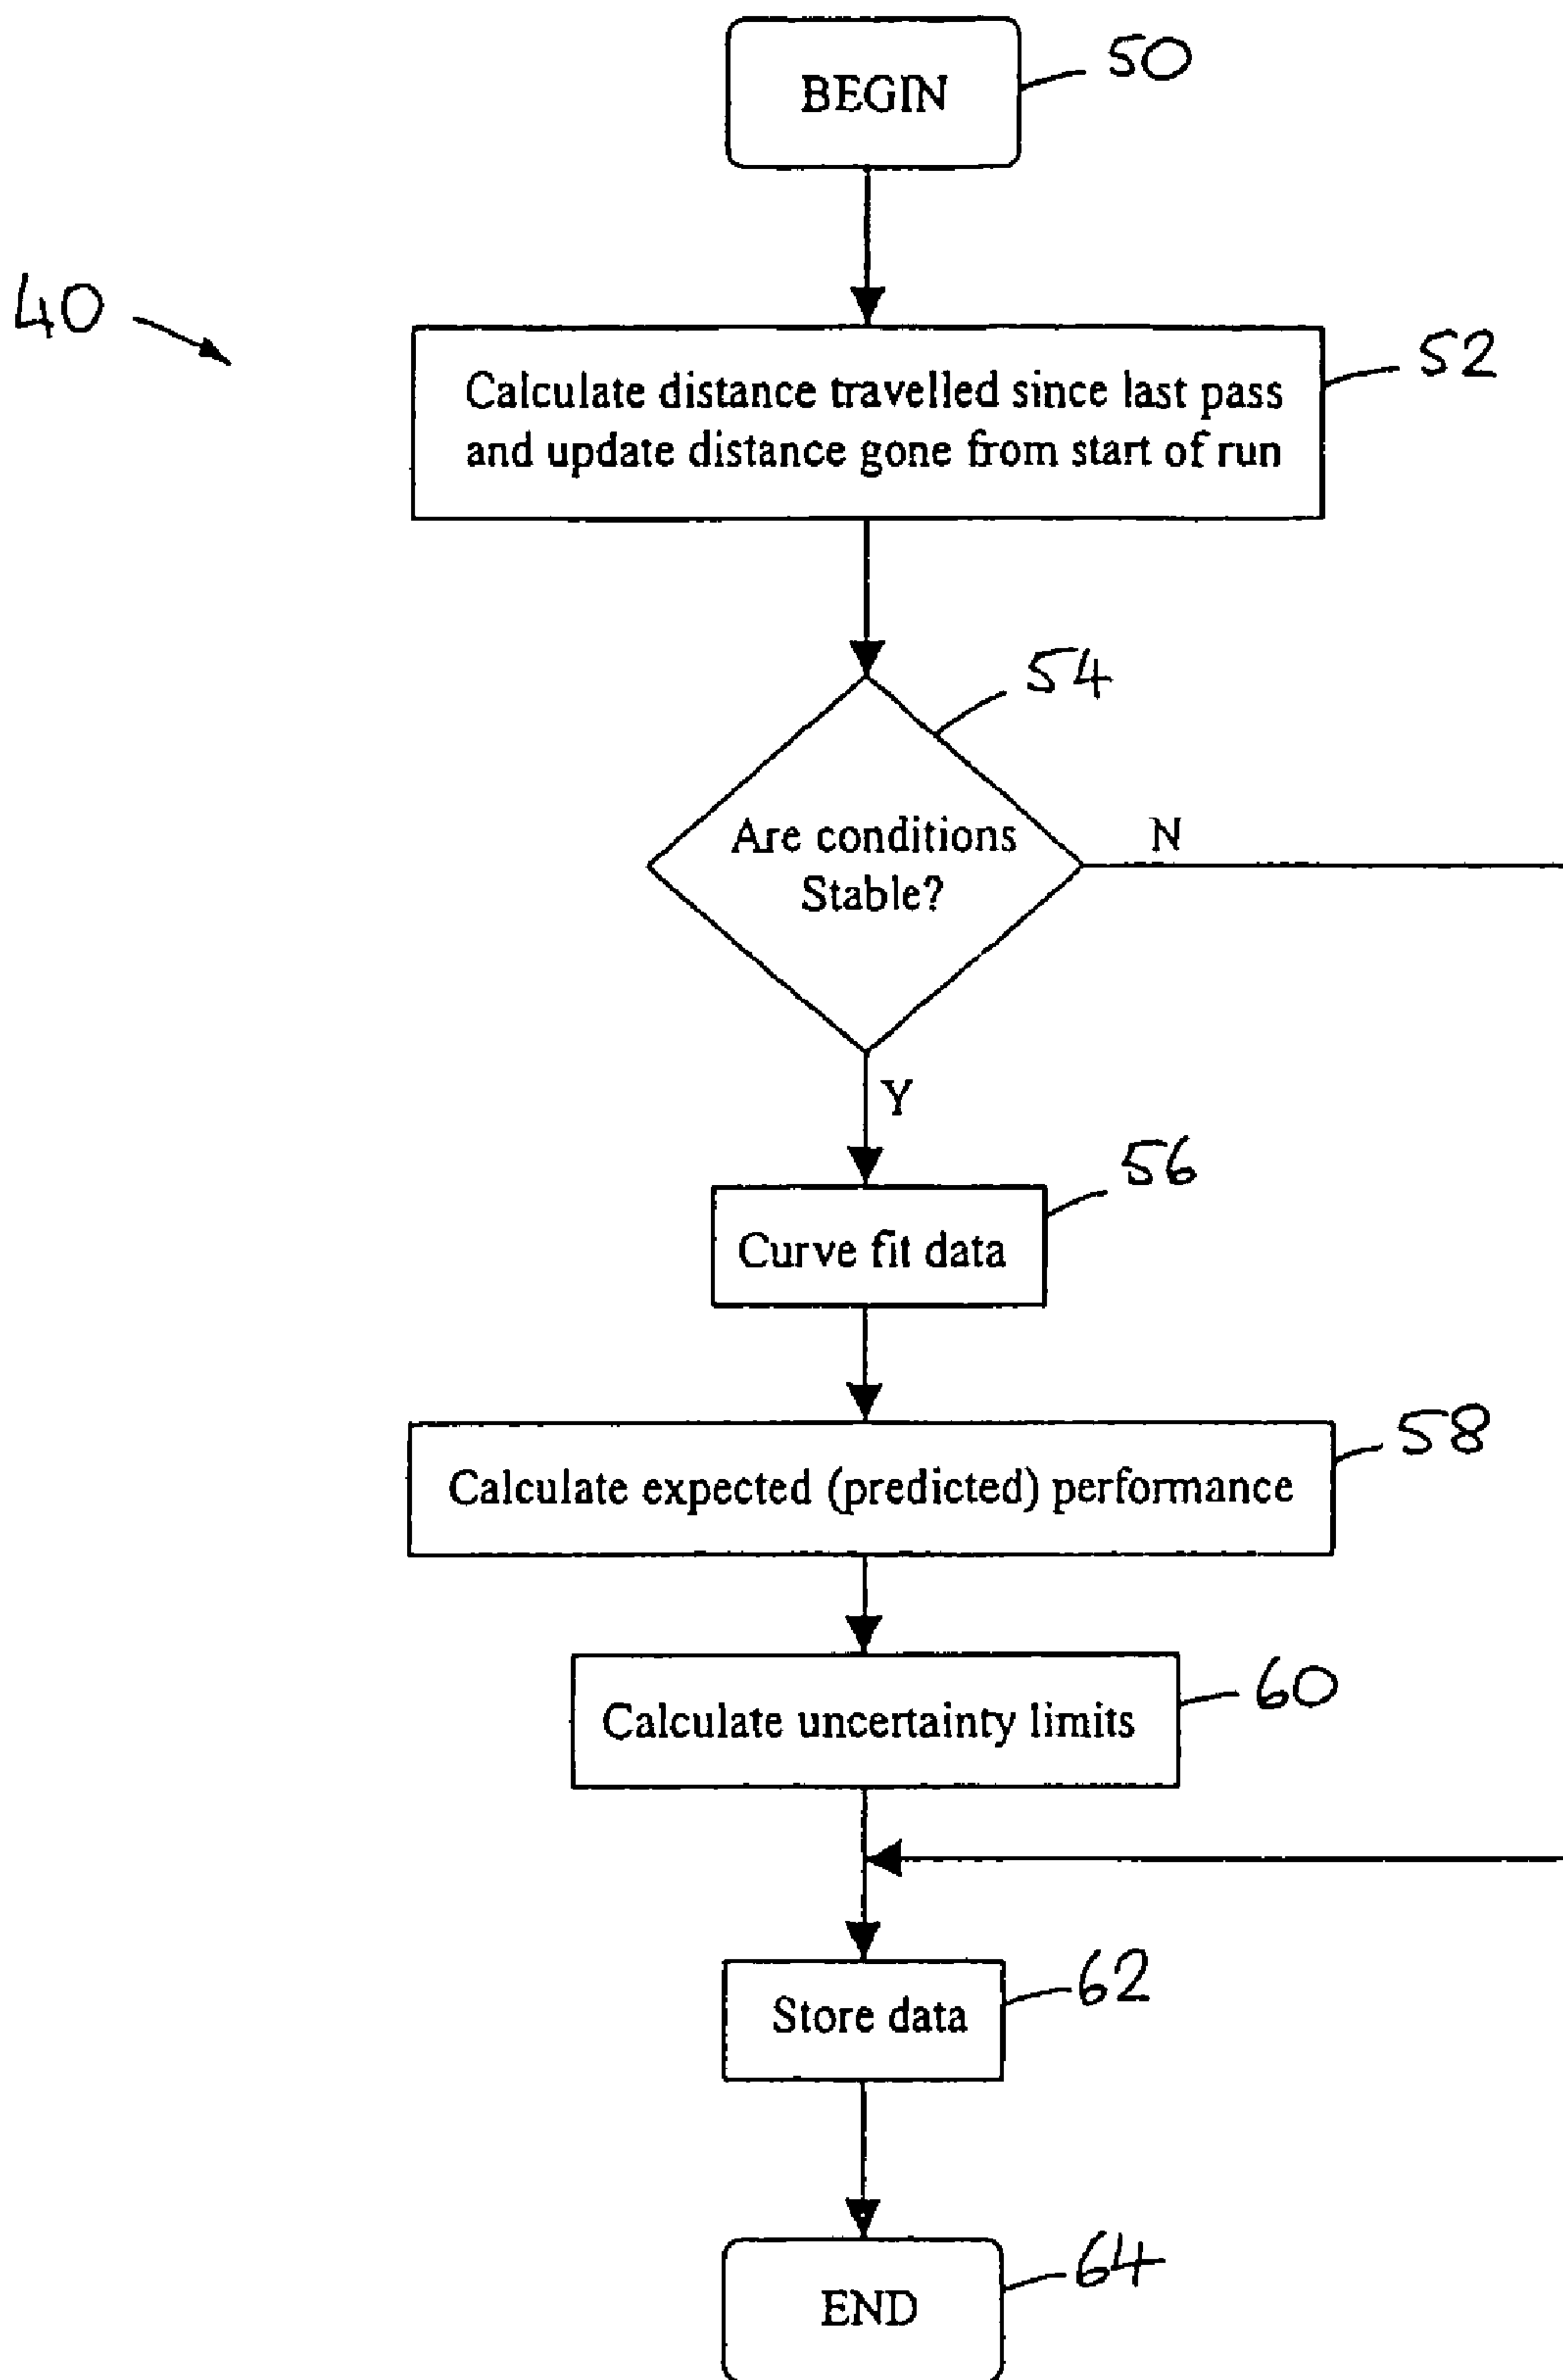 BEGIN
50
40
Calculate distance travelled since last pass
and update distance gone from start of run
52
54
Are conditions
Stable?
N
Y
56
Curve fit data
58
Calculate expected (predicted) performance
60
Calculate uncertainty limits
62
Store data
64
END